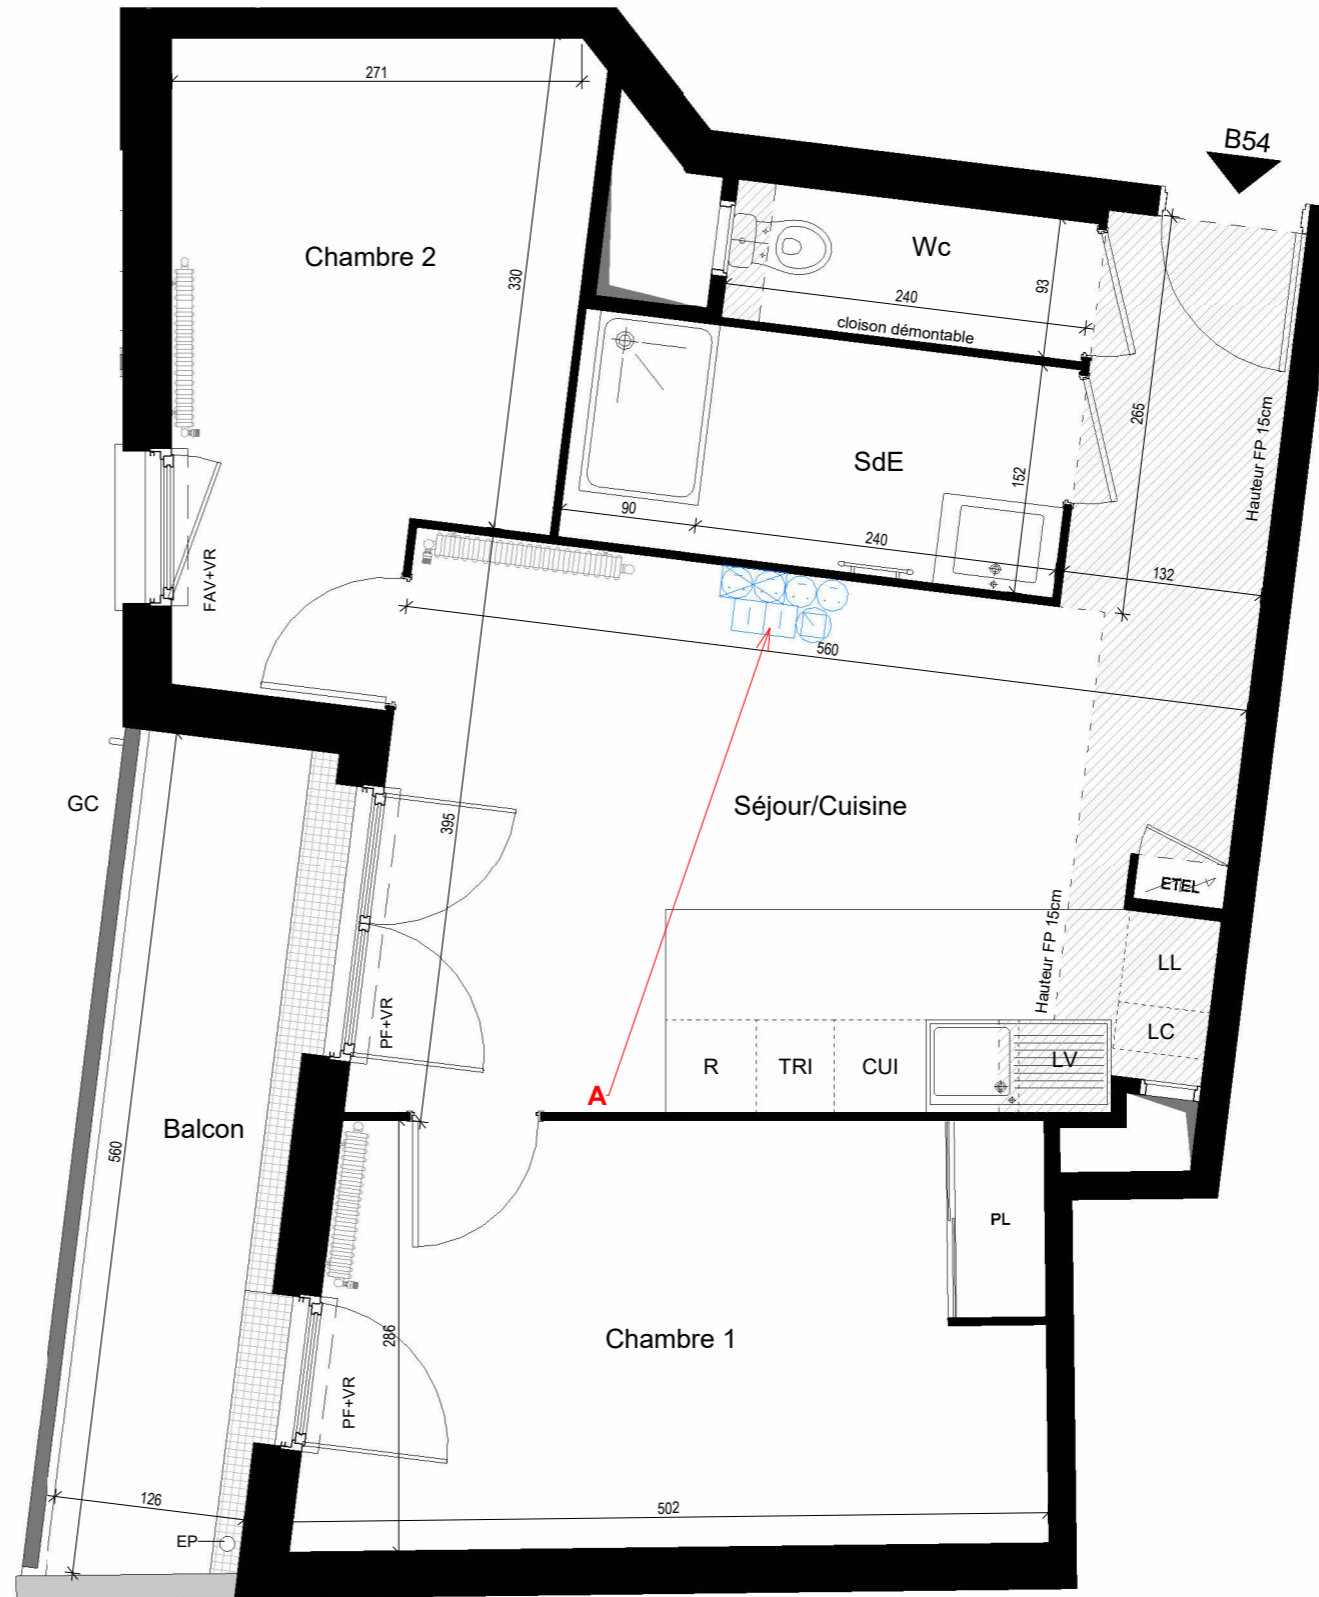 271
B54
Chambre 2
330
Wc
93
240
cloison démontable
265
Hauteur FP 15cm
SdE
152
90
240
132
FAV+VR
560
GC
395
Séjour/Cuisine
ETEL
Hauteur FP 15cm
LL
LC
PF+VR
R
TRI
CUI
LV
A
Balcon
560
PL
286
Chambre 1
PF+VR
126
502
EP